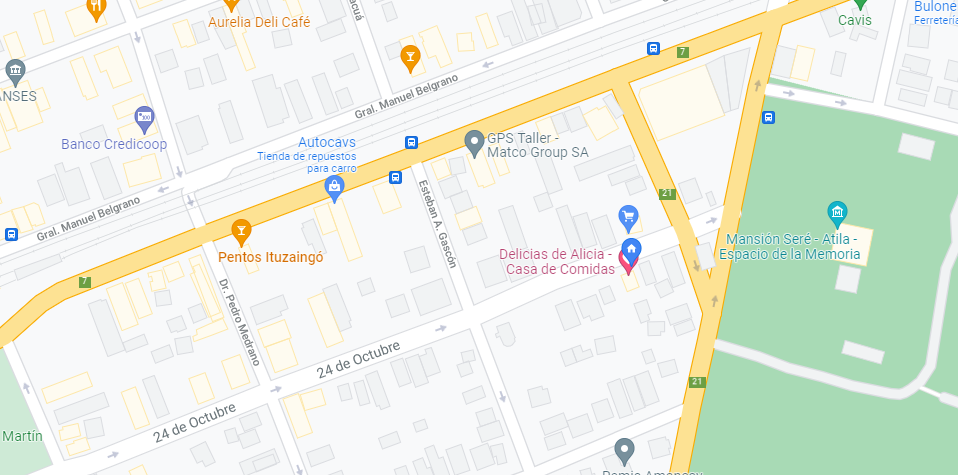 Aurelia Deli Café
Cavis
Bulone
Ferretería
7
ANSES
Gral. Manuel Belgrano
Banco Credicoop
Autocavs
Tienda de repuestos
para carro
GPS Taller -
Matco Group SA
Esteban A. Gascón
21
Gral. Manuel Belgrano
Pentos Ituzaingó
Delicias de Alicia -
Casa de Comidas
Mansión Seré - Atila -
Espacio de la Memoria
7
Dr. Pedro Medrano
24 de Octubre
21
24 de Octubre
Martín